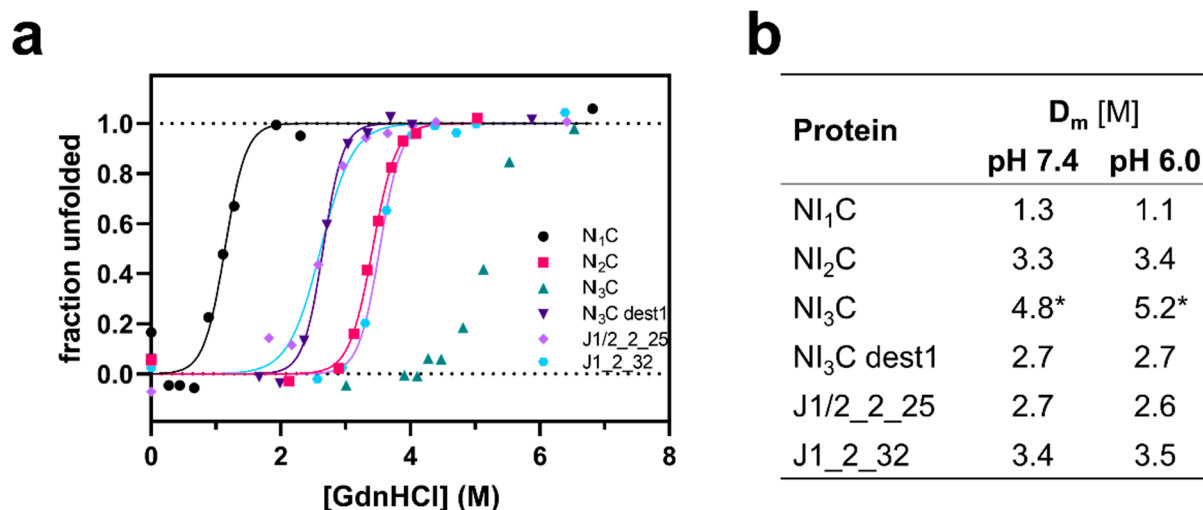 a
fraction unfolded
1.0
0.8
0.6
0.4
0.2
0.0
0 2 4 6 8
[GdnHCl] (M)
N₁C
N₂C
N₃C
N₃C dest1
J1/2_2_25
J1_2_32
b
Protein Dₘ [M]
pH 7.4 pH 6.0
NI₁C 1.3 1.1
NI₂C 3.3 3.4
NI₃C 4.8* 5.2*
NI₃C dest1 2.7 2.7
J1/2_2_25 2.7 2.6
J1_2_32 3.4 3.5